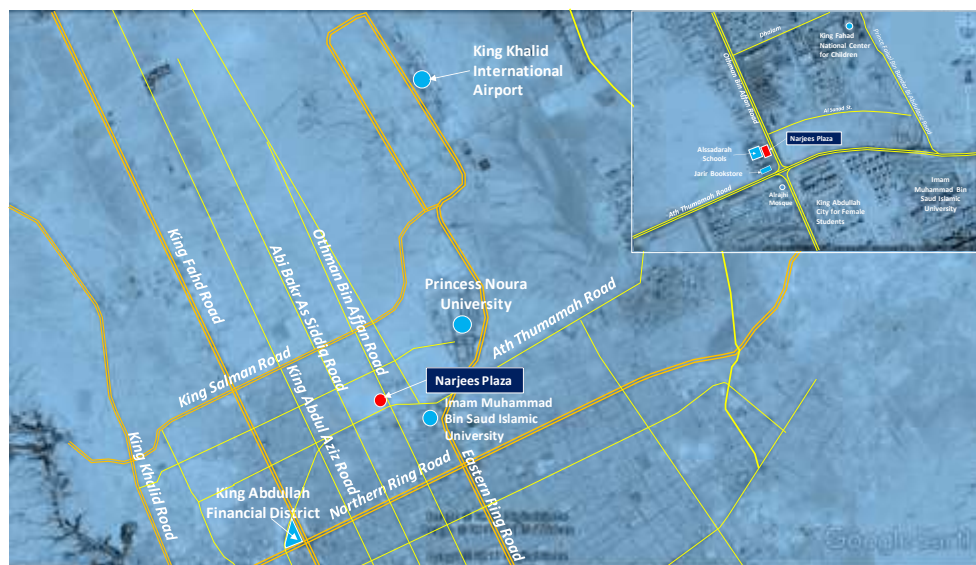 King Khalid
International
Airport
King Fahd Road
Abi Bakr As Siddiq Road
Othman Bin Affan Road
Princess Noura
University
Ath Thumamah Road
King Salman Road
Narjees Plaza
Imam Muhammad
Bin Saud Islamic
University
King Abdul Aziz Road
King Khalid Road
Northern Ring Road
Eastern Ring Road
King Abdullah
Financial District
Google earth
Dhalam
King Fahad
National Center
for Children
Othman Bin Affan Road
Narjees Plaza
Alssadarah
Schools
Jarir Bookstore
Alrajhi
Mosque
Ath Thumamah Road
King Abdullah
City for Female
Students
Imam
Muhammad Bin
Saud Islamic
University